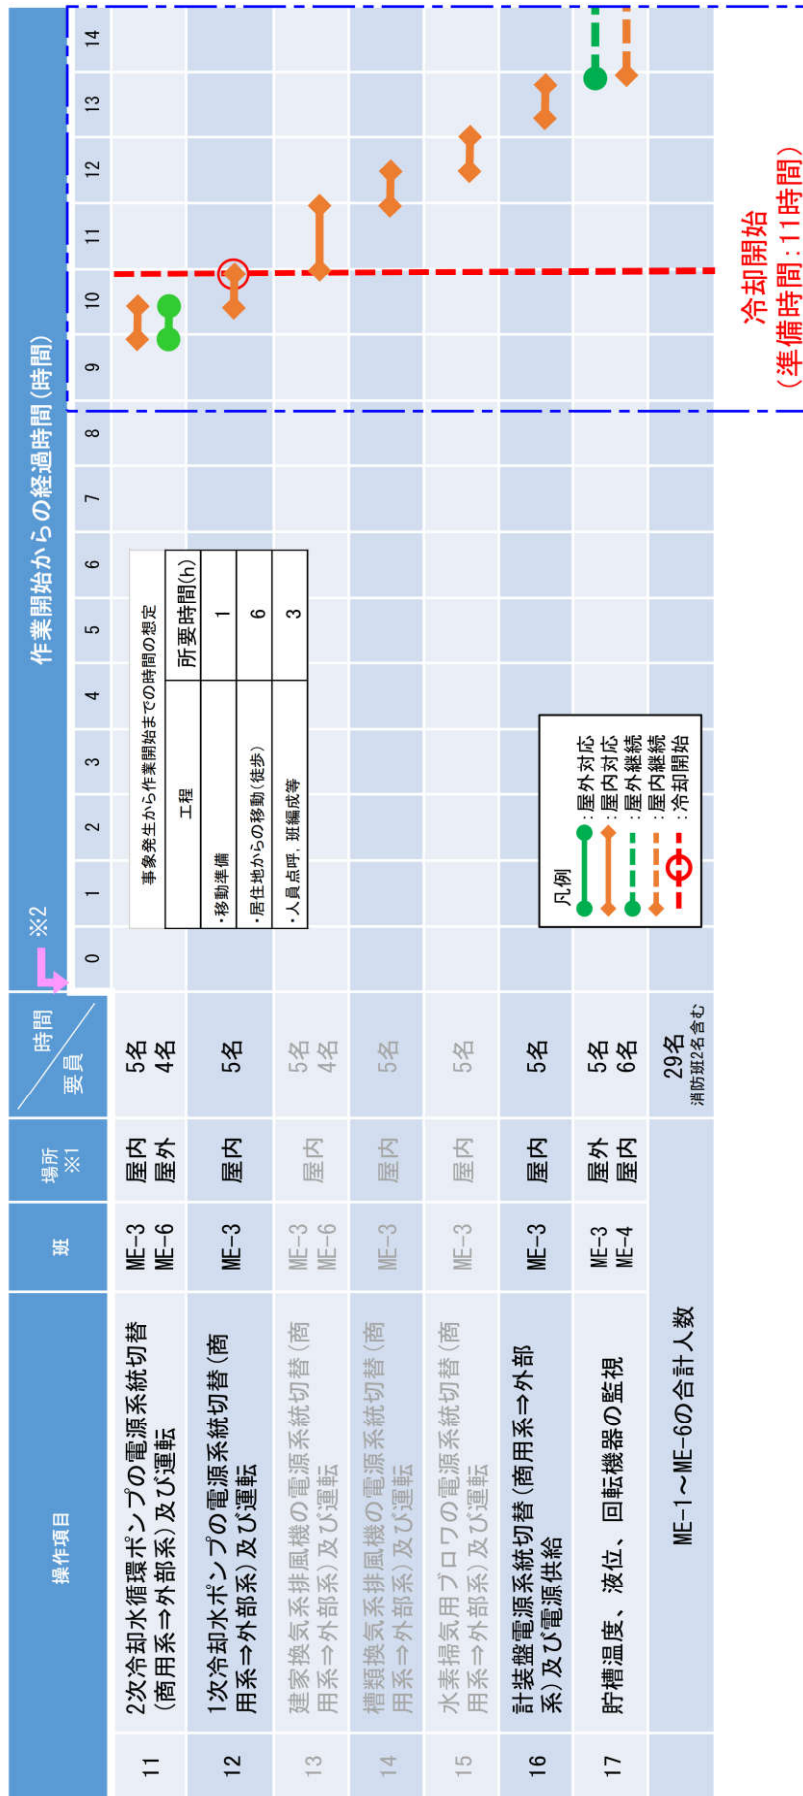 操作項目
班
場所
※1
時間
要員
作業開始からの経過時間(時間)
※2
0 1 2 3 4 5 6 7 8 9 10 11 12 13 14
11
2次冷却水循環ポンプの電源系統切替
(商用系⇒外部系)及び運転
ME-3
ME-6
屋内
屋外
5名
4名
12
1次冷却水ポンプの電源系統切替(商
用系⇒外部系)及び運転
ME-3
屋内
5名
13
建家換気系排風機の電源系統切替(商
用系⇒外部系)及び運転
ME-3
ME-6
屋内
5名
4名
14
槽類換気系排風機の電源系統切替(商
用系⇒外部系)及び運転
ME-3
屋内
5名
15
水素掃気用ブロワの電源系統切替(商
用系⇒外部系)及び運転
ME-3
屋内
5名
16
計装盤電源系統切替(商用系⇒外部
系)及び電源供給
ME-3
屋内
5名
17
貯槽温度、液位、回転機器の監視
ME-3
ME-4
屋外
屋内
5名
6名
ME-1~ME-6の合計人数
29名
消防班2名含む
事象発生から作業開始までの時間の想定
工程
所要時間(h)
・移動準備
1
・居住地からの移動(徒歩)
6
・人員点呼, 班編成等
3
凡例
:屋外対応
:屋内対応
:屋外継続
:屋内継続
:冷却開始
冷却開始
(準備時間:11時間)